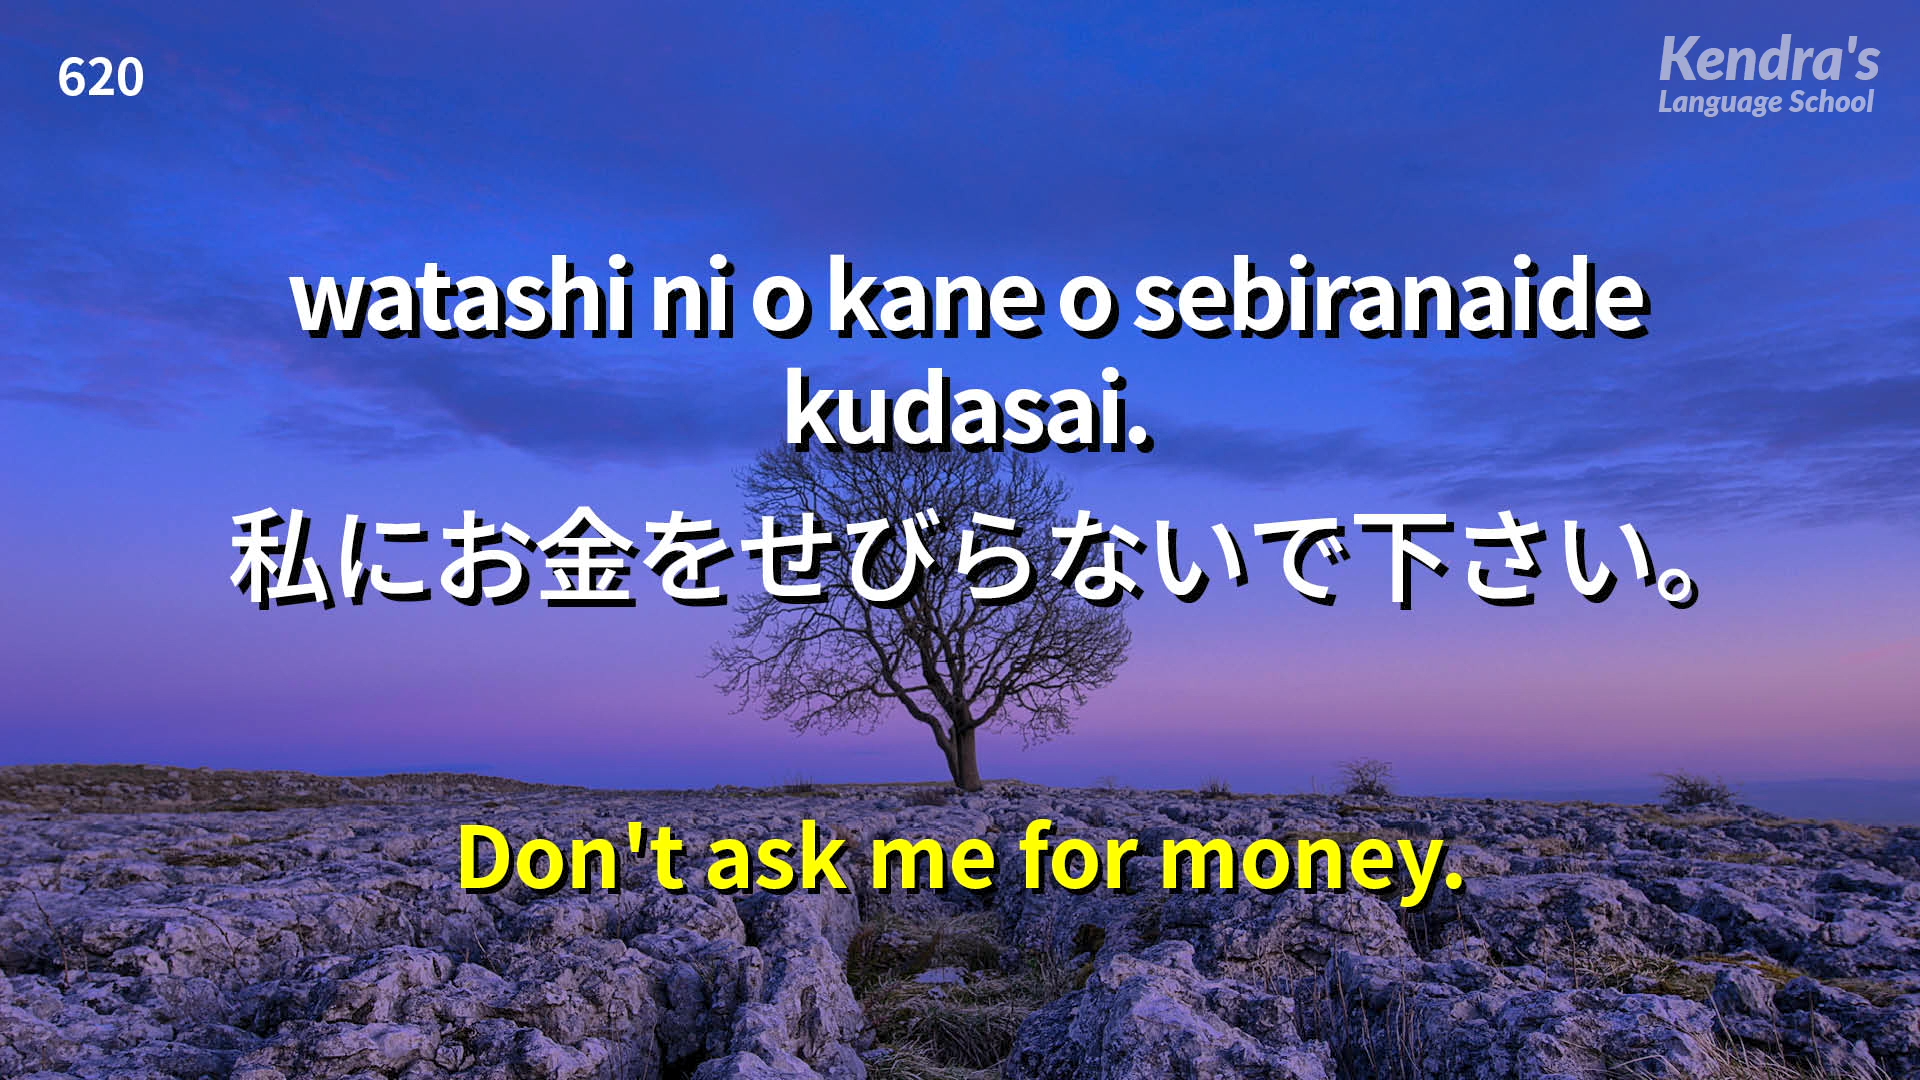 620
Kendra's
Language School
watashi ni o kane o sebiranaide
kudasai.
私にお金をせびらないで下さい。
Don't ask me for money.